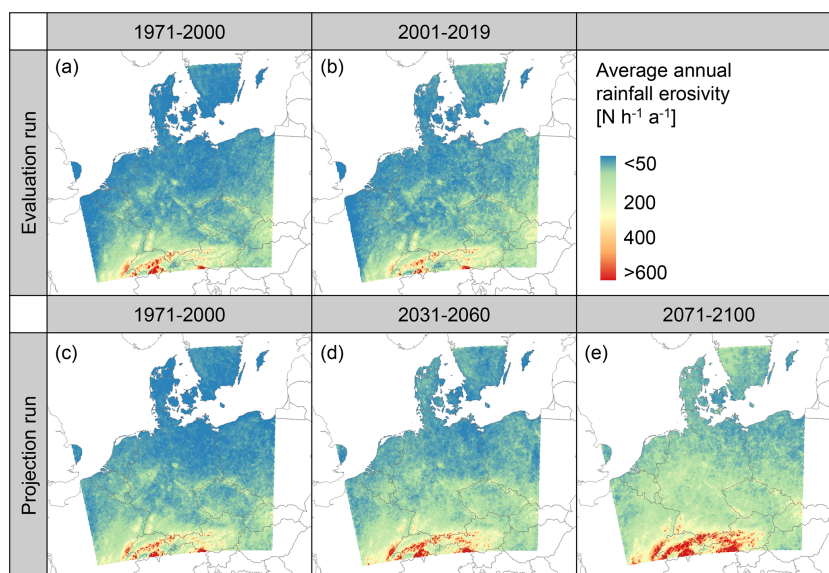 1971-2000
2001-2019
Evaluation run
(a)
(b)
Average annual
rainfall erosivity
[N h⁻¹ a⁻¹]
<50
200
400
>600
1971-2000
2031-2060
2071-2100
Projection run
(c)
(d)
(e)